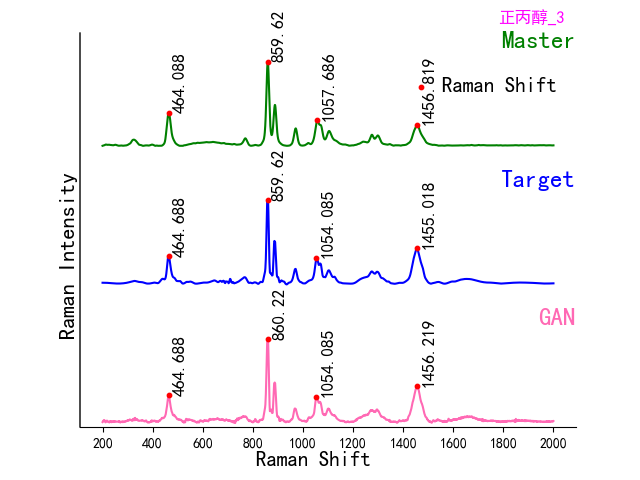 正丙醇_3
Master
Raman Shift
464.088
859.62
1057.686
1456.819
Target
464.688
859.62
1054.085
1455.018
GAN
464.688
860.22
1054.085
1456.219
Raman Intensity
200 400 600 800 1000 1200 1400 1600 1800 2000
Raman Shift